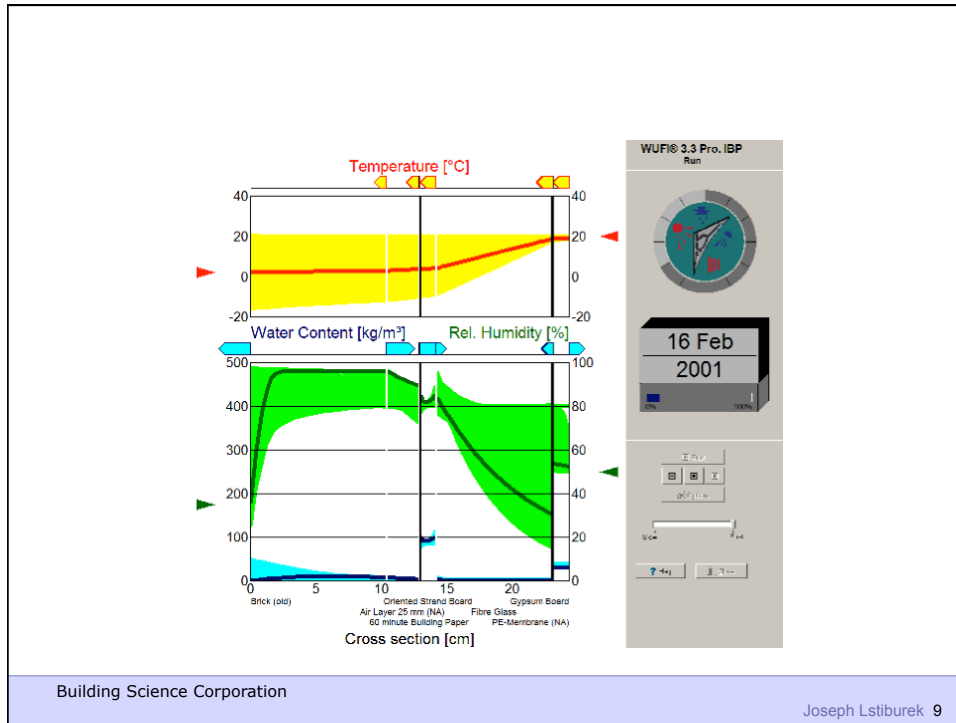 WUFI® 3.3 Pro. IBP
Run
Temperature [°C]
40 40
20 20
0 0
-20 -20
Water Content [kg/m³] Rel. Humidity [%]
500 100
400 80
300 60
200 40
100 20
0 0
5 10 15 20
Brick (old) Oriented Strand Board Gypsum Board
Air Layer 25 mm (NA) Fibre Glass
60 minute Building Paper PE-Membrane (NA)
Cross section [cm]
16 Feb
2001
0% 100%
Building Science Corporation
Joseph Lstiburek 9